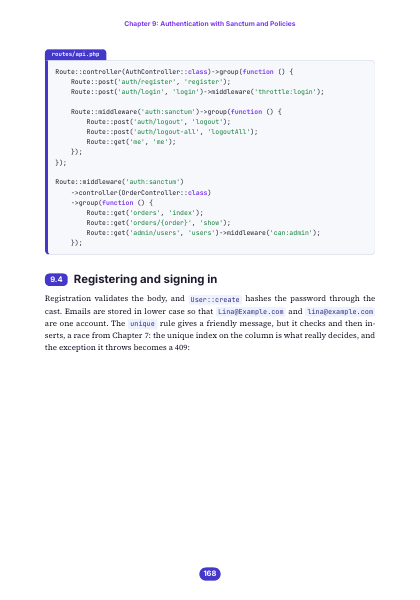 Chapter 9: Authentication with Sanctum and Policies
routes/api.php
Route::controller(AuthController::class)->group(function () {
    Route::post('auth/register', 'register');
    Route::post('auth/login', 'login')->middleware('throttle:login');

    Route::middleware('auth:sanctum')->group(function () {
        Route::post('auth/logout', 'logout');
        Route::post('auth/logout-all', 'logoutAll');
        Route::get('me', 'me');
    });
});

Route::middleware('auth:sanctum')
    ->controller(OrderController::class)
    ->group(function () {
        Route::get('orders', 'index');
        Route::get('orders/{order}', 'show');
        Route::get('admin/users', 'users')->middleware('can:admin');
    });
9.4 Registering and signing in
Registration validates the body, and User::create hashes the password through the
cast. Emails are stored in lower case so that Lina@Example.com and lina@example.com
are one account. The unique rule gives a friendly message, but it checks and then in-
serts, a race from Chapter 7: the unique index on the column is what really decides, and
the exception it throws becomes a 409:
168